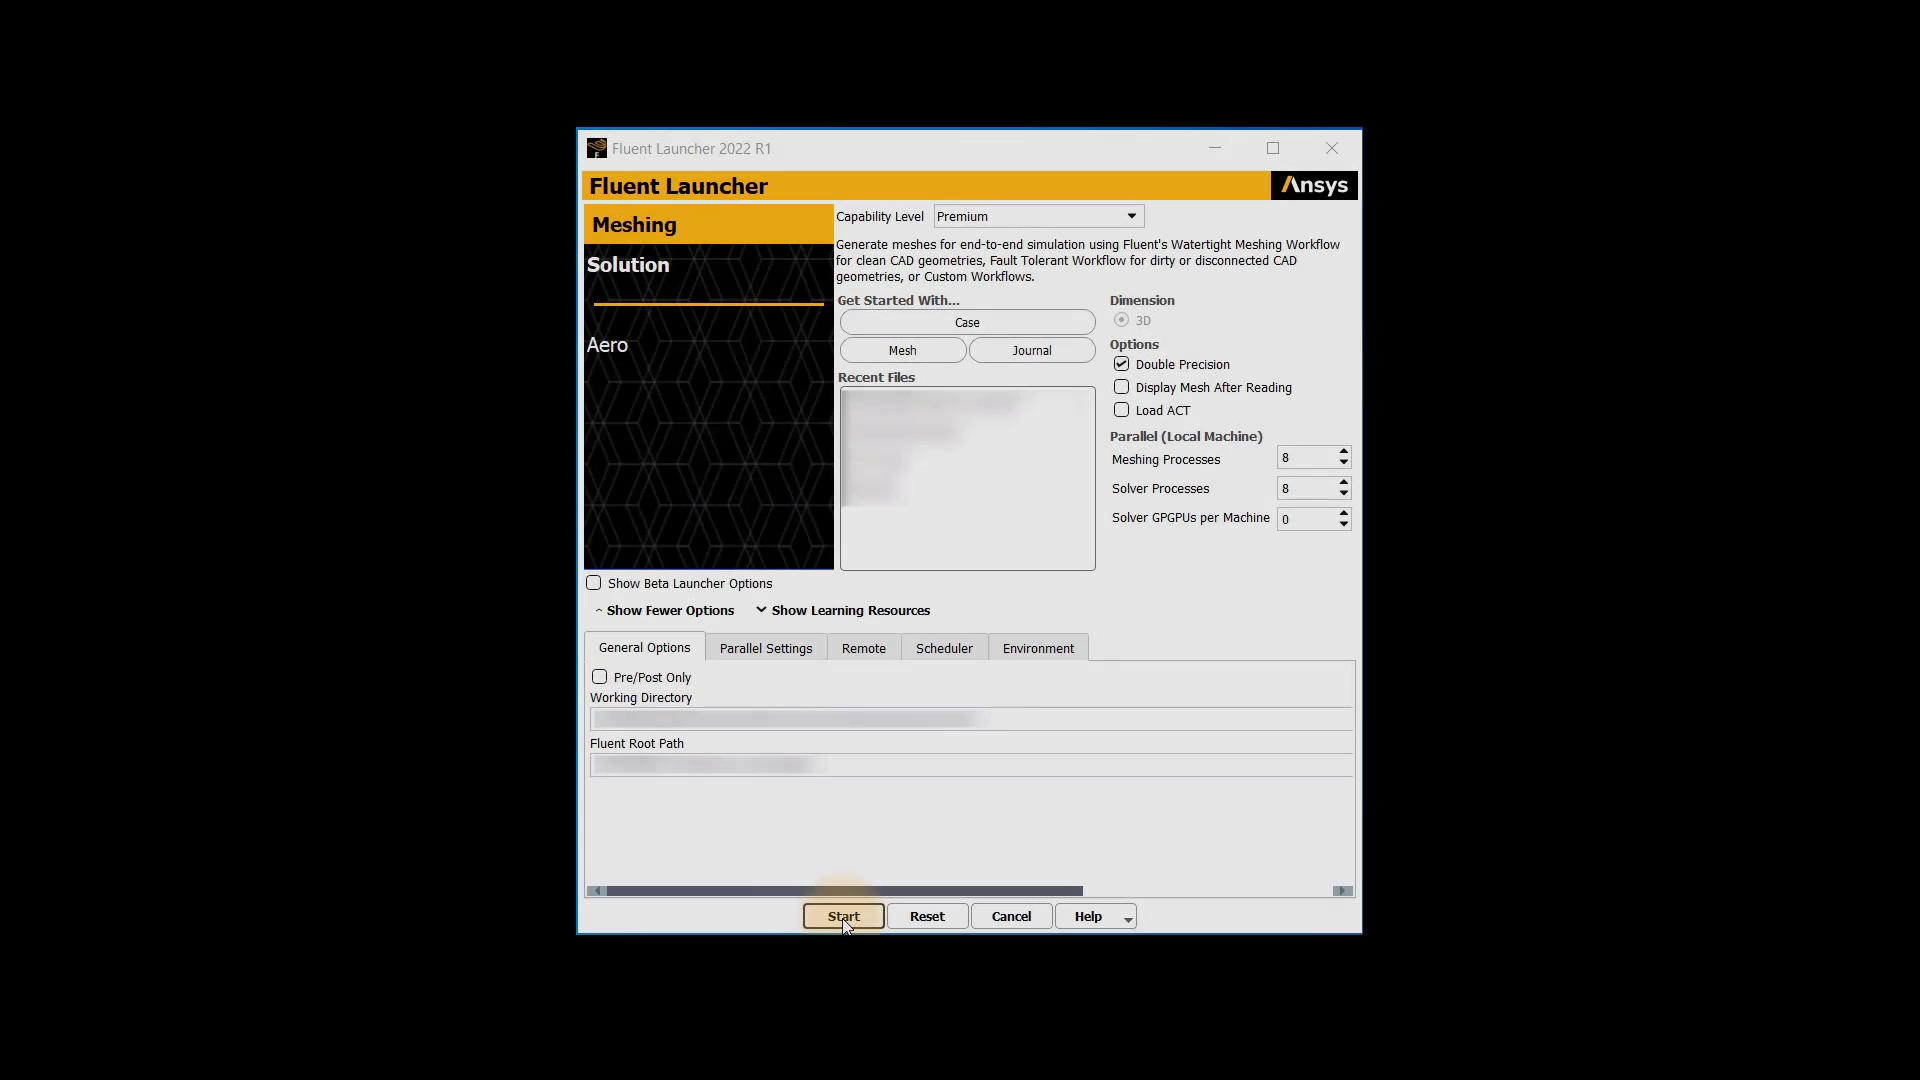 Fluent Launcher 2022 R1
Fluent Launcher
Ansys
Meshing
Solution
Aero
Capability Level Premium
Generate meshes for end-to-end simulation using Fluent's Watertight Meshing Workflow
for clean CAD geometries, Fault Tolerant Workflow for dirty or disconnected CAD
geometries, or Custom Workflows.
Get Started With...
Case
Mesh Journal
Recent Files
Dimension
3D
Options
Double Precision
Display Mesh After Reading
Load ACT
Parallel (Local Machine)
Meshing Processes 8
Solver Processes 8
Solver GPGPUs per Machine 0
Show Beta Launcher Options
Show Fewer Options Show Learning Resources
General Options Parallel Settings Remote Scheduler Environment
Pre/Post Only
Working Directory
Fluent Root Path
Start Reset Cancel Help